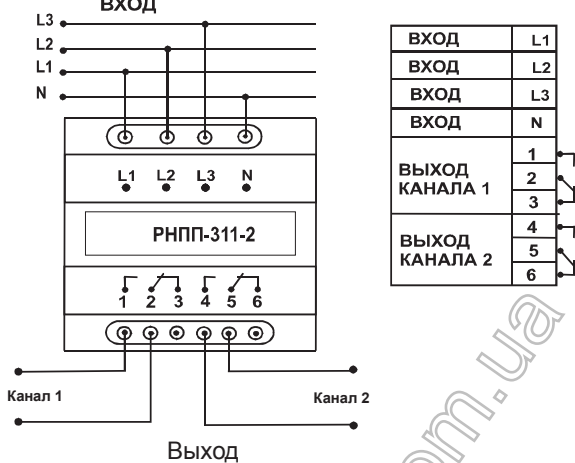 ВХОД
L3
L2
L1
N
L1 L2 L3 N
РНПП-311-2
1 2 3 4 5 6
Канал 1
Канал 2
Выход
ВХОД L1
ВХОД L2
ВХОД L3
ВХОД N
ВЫХОД КАНАЛА 1
1
2
3
ВЫХОД КАНАЛА 2
4
5
6
om.ua